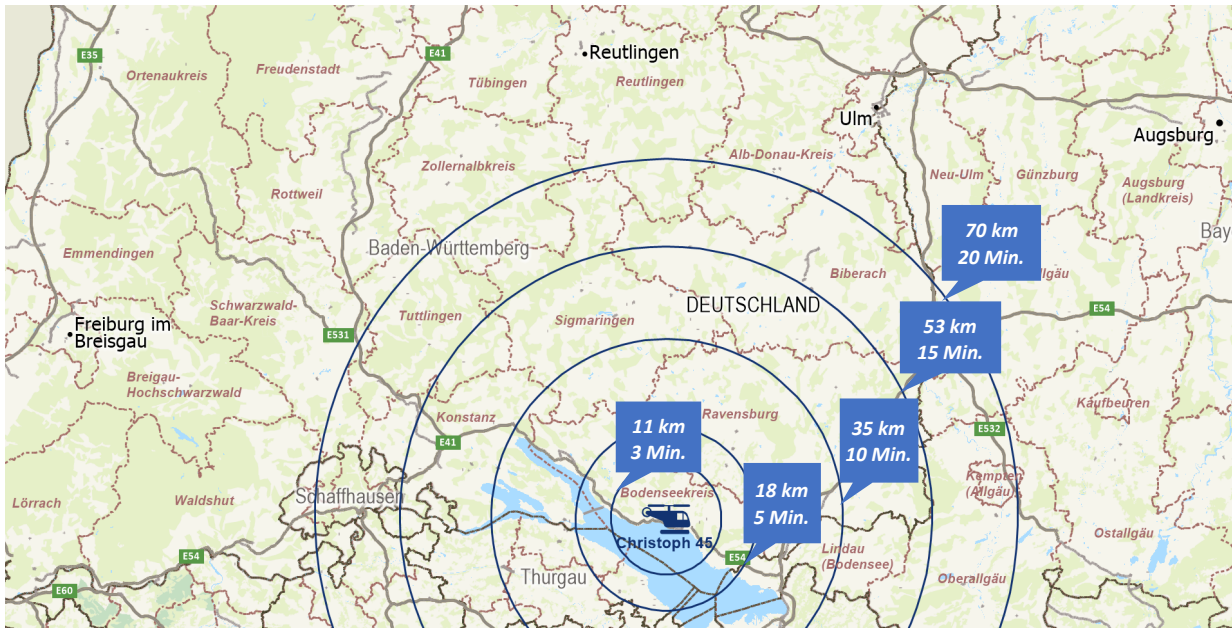 E35
E41
Reutlingen
Ortenaukreis
Freudenstadt
Tübingen
Reutlingen
Ulm
Augsburg
Zollernalbkreis
Alb-Donau-Kreis
Neu-Ulm
Günzburg
Augsburg
(Landkreis)
Rottweil
Emmendingen
Baden-Württemberg
70 km
20 Min.
Bay
Biberach
llgäu
Schwarzwald-
Baar-Kreis
Tuttlingen
Sigmaringen
DEUTSCHLAND
E54
Freiburg im
Breisgau
E531
53 km
15 Min.
Breigau-
Hochschwarzwald
Konstanz
Ravensburg
Kaufbeuren
11 km
3 Min.
35 km
10 Min.
E41
E532
Lörrach
Waldshut
Schaffhausen
Bodenseekreis
18 km
5 Min.
Kempten
(Allgäu)
Christoph 45
E54
E54
Lindau
(Bodensee)
Ostallgäu
E60
Thurgau
Oberallgäu